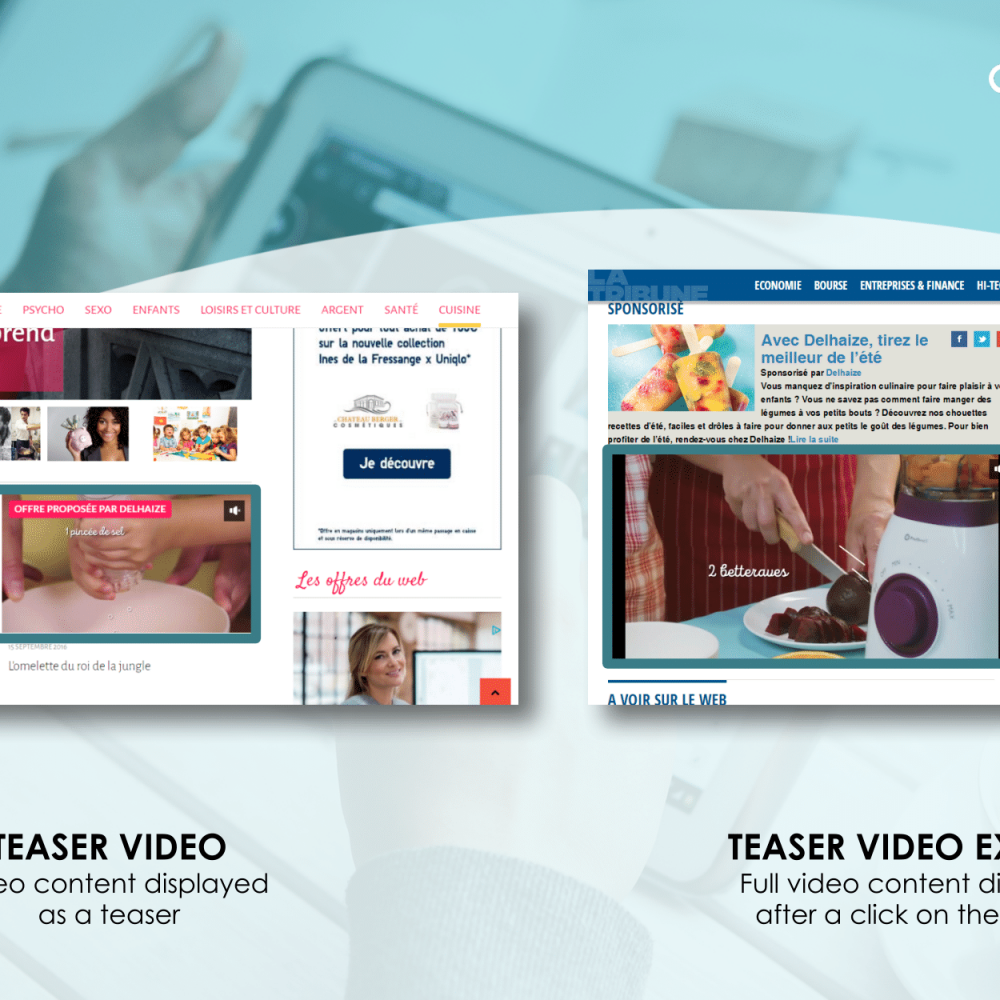 PSYCHO SEXO ENFANTS LOISIRS ET CULTURE ARGENT SANTÉ CUISINE
offert pour tout achat de 100€
sur la nouvelle collection
Ines de la Fressange x Uniqlo*
CHATEAU BERGER
COSMÉTIQUES
Je découvre
*Offre en magasins uniquement lors d'un même passage en caisse
et sous réserve de disponibilité.
OFFRE PROPOSÉE PAR DELHAIZE
1 pincée de sel
15 SEPTEMBRE 2016
L'omelette du roi de la jungle
Les offres du web
LA
TRIBUNE
ECONOMIE BOURSE ENTREPRISES & FINANCE HI-TE
SPONSORISÉ
Avec Delhaize, tirez le
meilleur de l'été
Sponsorisé par Delhaize
Vous manquez d'inspiration culinaire pour faire plaisir à v
enfants ? Vous ne savez pas comment faire manger des
légumes à vos petits bouts ? Découvrez nos chouettes
recettes d'été, faciles et drôles à faire pour donner aux petits le goût des légumes. Pour bien
profiter de l'été, rendez-vous chez Delhaize !Lire la suite
2 betteraves
A VOIR SUR LE WEB
TEASER VIDEO
eo content displayed
as a teaser
TEASER VIDEO EX
Full video content di
after a click on the